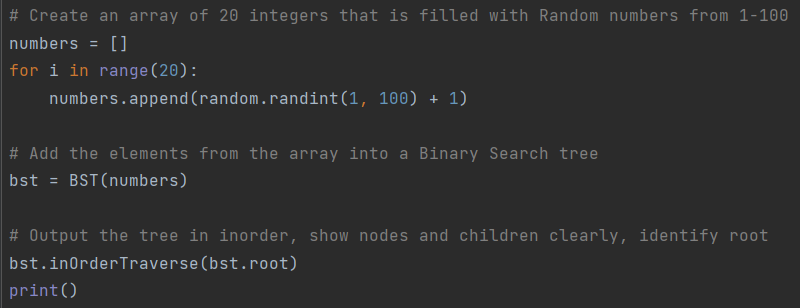 # Create an array of 20 integers that is filled with Random numbers from 1-100
numbers = []
for i in range(20):
    numbers.append(random.randint(1, 100) + 1)
# Add the elements from the array into a Binary Search tree
bst = BST(numbers)
# Output the tree in inorder, show nodes and children clearly, identify root
bst.inOrderTraverse(bst.root)
print()